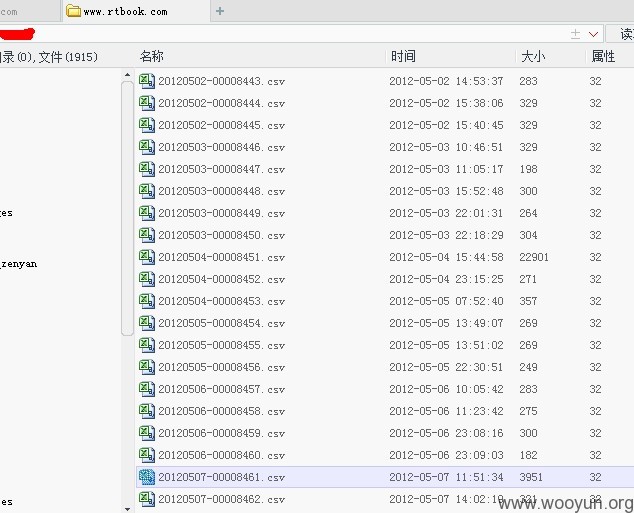 com
www.rtbook.com
读
录(0),文件(1915)
名称 时间 大小 属性
20120502-00008443.csv 2012-05-02 14:53:37 283 32
20120502-00008444.csv 2012-05-02 15:38:06 329 32
20120502-00008445.csv 2012-05-02 15:40:45 329 32
20120503-00008446.csv 2012-05-03 10:46:51 329 32
20120503-00008447.csv 2012-05-03 11:05:17 198 32
20120503-00008448.csv 2012-05-03 15:52:48 300 32
ges 20120503-00008449.csv 2012-05-03 22:01:31 264 32
20120503-00008450.csv 2012-05-03 22:18:29 304 32
_zenyan 20120504-00008451.csv 2012-05-04 15:44:58 22901 32
20120504-00008452.csv 2012-05-04 23:15:25 271 32
20120504-00008453.csv 2012-05-05 07:52:40 357 32
20120505-00008454.csv 2012-05-05 13:49:07 269 32
20120505-00008455.csv 2012-05-05 13:51:02 269 32
20120505-00008456.csv 2012-05-05 22:30:51 249 32
20120506-00008457.csv 2012-05-06 10:05:42 283 32
20120506-00008458.csv 2012-05-06 11:23:42 275 32
20120506-00008459.csv 2012-05-06 23:08:16 300 32
20120506-00008460.csv 2012-05-06 23:09:03 182 32
20120507-00008461.csv 2012-05-07 11:51:34 3951 32
es 20120507-00008462.csv 2012-05-07 32
www.wooyun.org